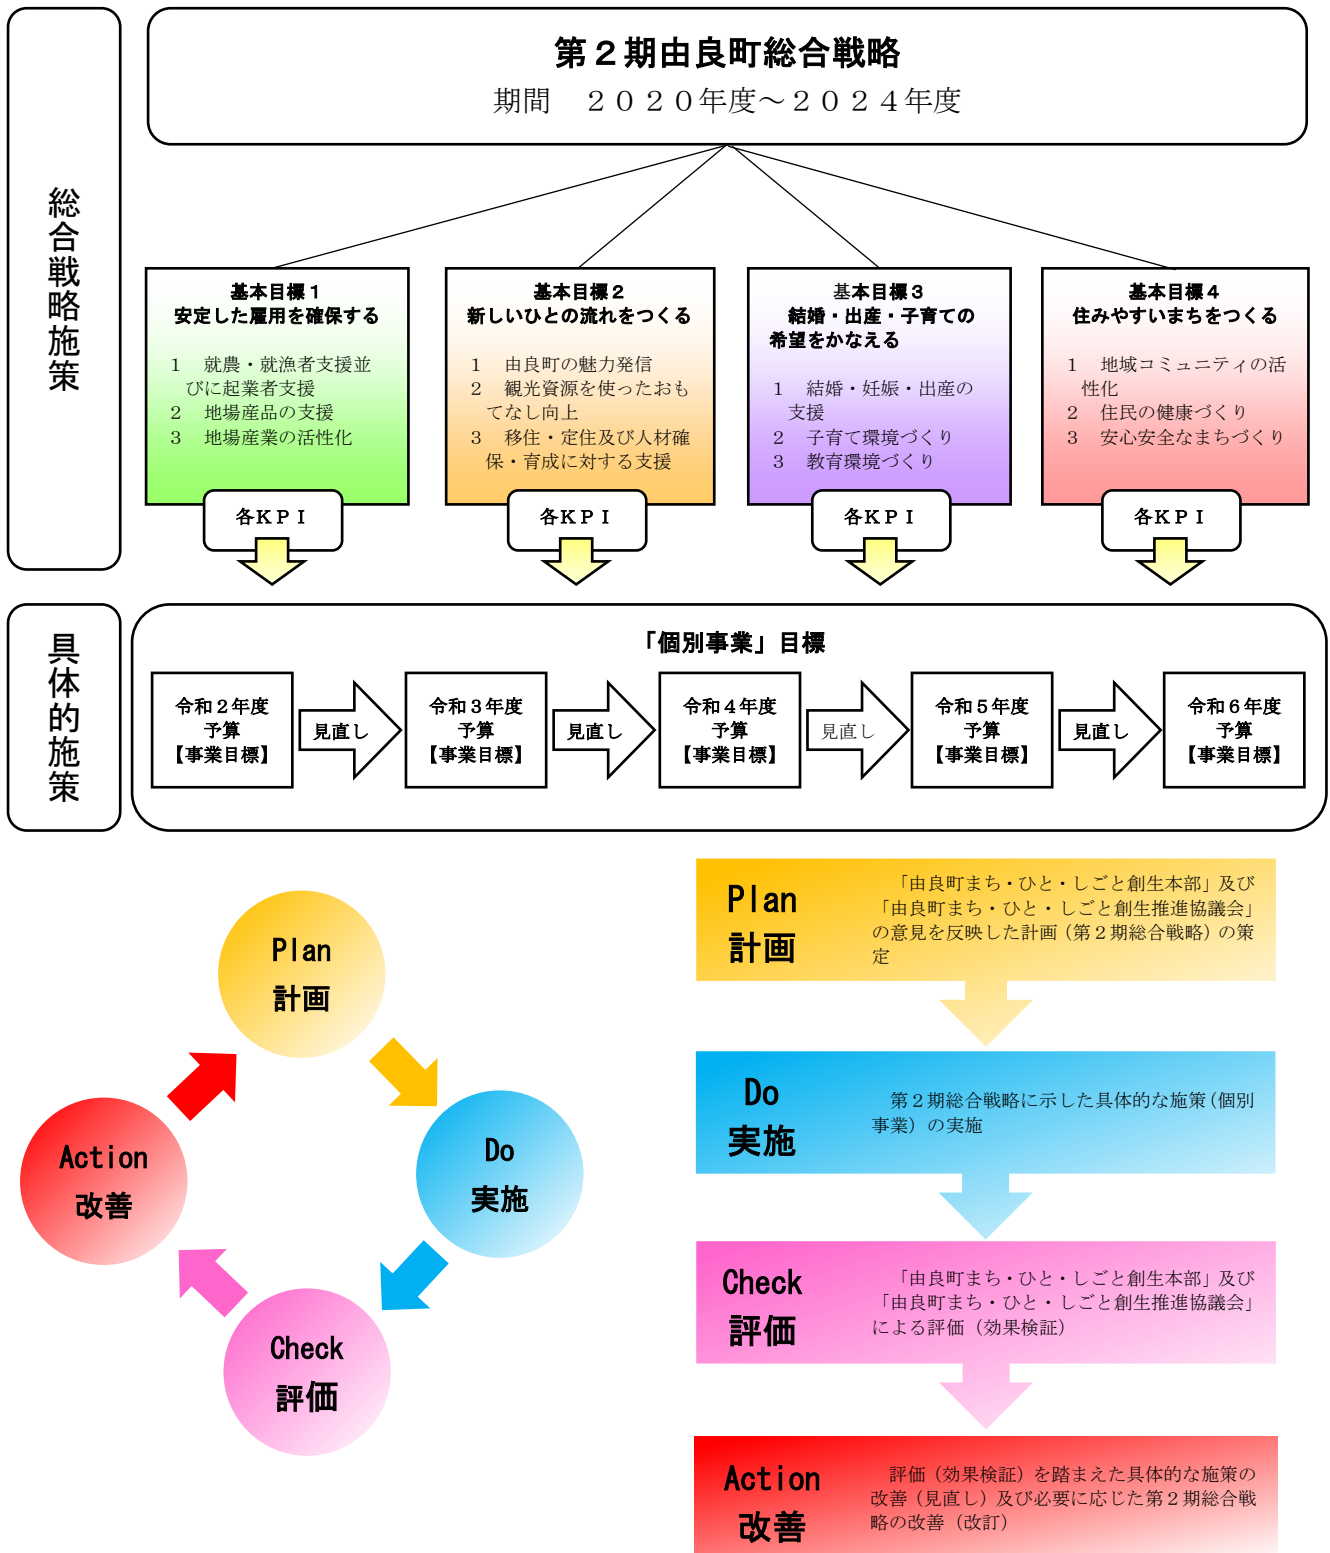 総合戦略施策
第２期由良町総合戦略
期間　２０２０年度～２０２４年度
基本目標１
安定した雇用を確保する
１　就農・就漁者支援並
びに起業者支援
２　地場産品の支援
３　地場産業の活性化
各ＫＰＩ
基本目標２
新しいひとの流れをつくる
１　由良町の魅力発信
２　観光資源を使ったおも
てなし向上
３　移住・定住及び人材確
保・育成に対する支援
各ＫＰＩ
基本目標３
結婚・出産・子育ての
希望をかなえる
１　結婚・妊娠・出産の
支援
２　子育て環境づくり
３　教育環境づくり
各ＫＰＩ
基本目標４
住みやすいまちをつくる
１　地域コミュニティの活
性化
２　住民の健康づくり
３　安心安全なまちづくり
各ＫＰＩ
具体的施策
「個別事業」目標
令和２年度
予算
【事業目標】
見直し
令和３年度
予算
【事業目標】
見直し
令和４年度
予算
【事業目標】
見直し
令和５年度
予算
【事業目標】
見直し
令和６年度
予算
【事業目標】
Plan
計画
Do
実施
Check
評価
Action
改善
Plan
計画
「由良町まち・ひと・しごと創生本部」及び
「由良町まち・ひと・しごと創生推進協議会」
の意見を反映した計画（第２期総合戦略）の策
定
Do
実施
第２期総合戦略に示した具体的な施策（個別
事業）の実施
Check
評価
「由良町まち・ひと・しごと創生本部」及び
「由良町まち・ひと・しごと創生推進協議会」
による評価（効果検証）
Action
改善
評価（効果検証）を踏まえた具体的な施策の
改善（見直し）及び必要に応じた第２期総合戦
略の改善（改訂）